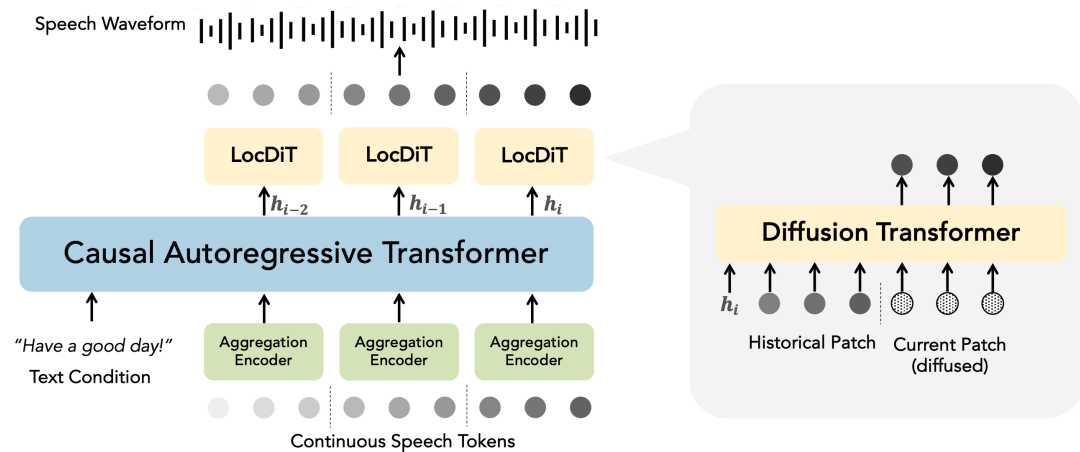 Speech Waveform
LocDiT
LocDiT
LocDiT
h_{i-2}
h_{i-1}
h_i
Causal Autoregressive Transformer
"Have a good day!"
Text Condition
Aggregation
Encoder
Aggregation
Encoder
Aggregation
Encoder
Continuous Speech Tokens
Diffusion Transformer
h_i
Historical Patch
Current Patch
(diffused)